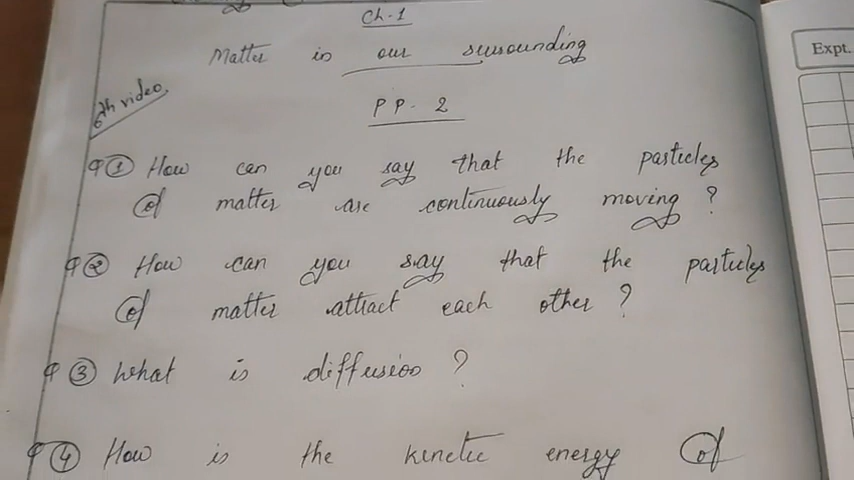 Ch-1
Matter in our surrounding
6th video
PP-2
Q① How can you say that the particles
of matter are continuously moving?
Q② How can you say that the particles
of matter attract each other?
Q③ What is diffusion?
Q④ How is the kinetic energy of
Expt.